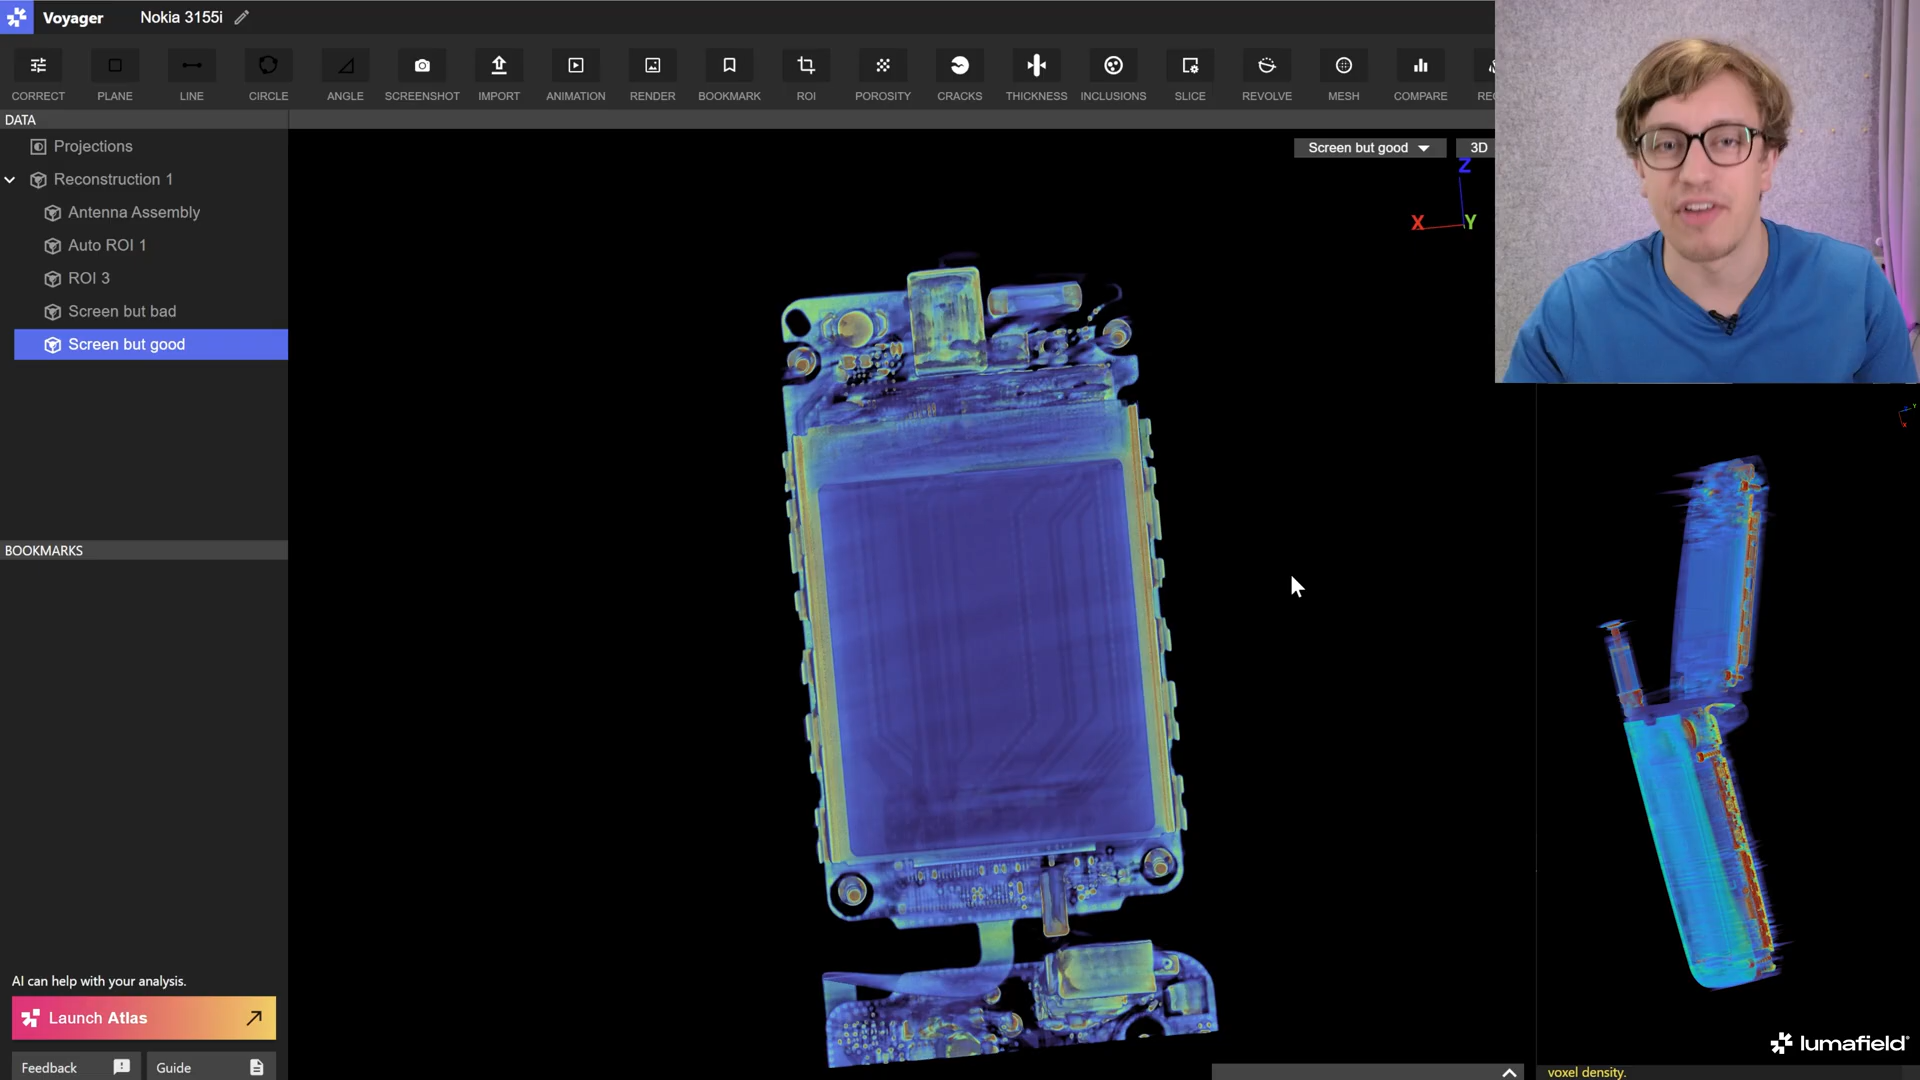 Voyager
Nokia 3155i
CORRECT
PLANE
LINE
CIRCLE
ANGLE
SCREENSHOT
IMPORT
ANIMATION
RENDER
BOOKMARK
ROI
POROSITY
CRACKS
THICKNESS
INCLUSIONS
SLICE
REVOLVE
MESH
COMPARE
DATA
Projections
Reconstruction 1
Antenna Assembly
Auto ROI 1
ROI 3
Screen but bad
Screen but good
Screen but good
3D
Z
X
Y
BOOKMARKS
AI can help with your analysis.
Launch Atlas
Feedback
Guide
lumafield
voxel density.